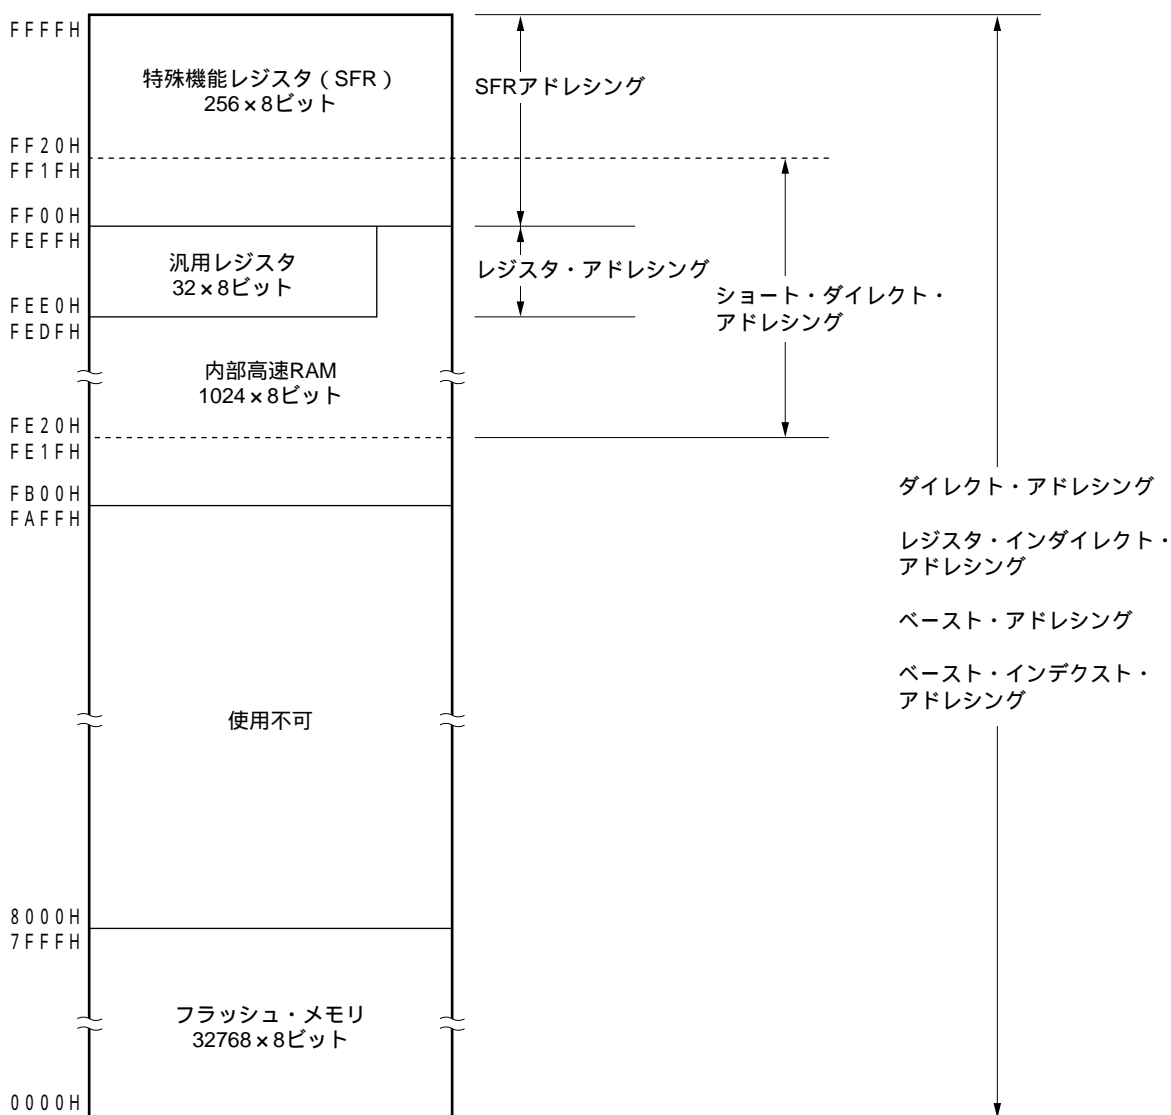 FFFFH
特殊機能レジスタ(SFR)
256×8ビット
SFRアドレシング
FF20H
FF1FH
FF00H
FEFFH
汎用レジスタ
32×8ビット
レジスタ・アドレシング
ショート・ダイレクト・
アドレシング
FEE0H
FEDFH
内部高速RAM
1024×8ビット
FE20H
FE1FH
FB00H
FAFFH
ダイレクト・アドレシング
レジスタ・インダイレクト・
アドレシング
ベースト・アドレシング
ベースト・インデクスト・
アドレシング
使用不可
8000H
7FFFH
フラッシュ・メモリ
32768×8ビット
0000H